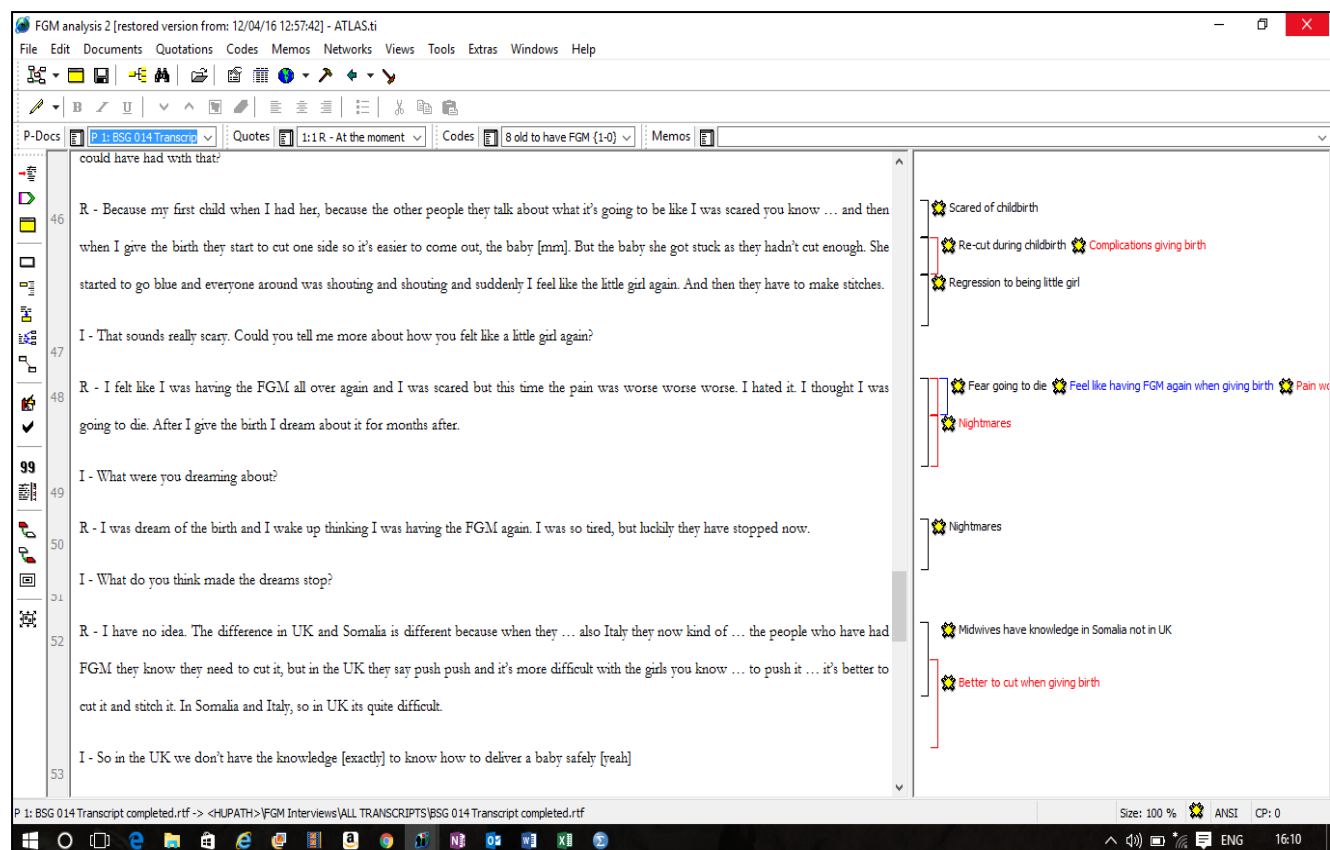 FGM analysis 2 [restored version from: 12/04/16 12:57:42] - ATLAS.ti
File Edit Documents Quotations Codes Memos Networks Views Tools Extras Windows Help
B I U
P-Docs P 1: BSG 014 Transcrip Quotes 1:1 R - At the moment Codes 8 old to have FGM {1-0} Memos
could have had with that?
46 R - Because my first child when I had her, because the other people they talk about what it's going to be like I was scared you know … and then
when I give the birth they start to cut one side so it's easier to come out, the baby [mm]. But the baby she got stuck as they hadn't cut enough. She
started to go blue and everyone around was shouting and shouting and suddenly I feel like the little girl again. And then they have to make stitches.
Scared of childbirth
Re-cut during childbirth Complications giving birth
Regression to being little girl
I - That sounds really scary. Could you tell me more about how you felt like a little girl again?
47
48 R - I felt like I was having the FGM all over again and I was scared but this time the pain was worse worse worse. I hated it. I thought I was
going to die. After I give the birth I dream about it for months after.
Fear going to die Feel like having FGM again when giving birth Pain wo
Nightmares
99
I - What were you dreaming about?
49
R - I was dream of the birth and I wake up thinking I was having the FGM again. I was so tired, but luckily they have stopped now.
Nightmares
50
I - What do you think made the dreams stop?
51
52 R - I have no idea. The difference in UK and Somalia is different because when they … also Italy they now kind of … the people who have had
FGM they know they need to cut it, but in the UK they say push push and it's more difficult with the girls you know … to push it … it's better to
cut it and stitch it. In Somalia and Italy, so in UK its quite difficult.
Midwives have knowledge in Somalia not in UK
Better to cut when giving birth
I - So in the UK we don't have the knowledge [exactly] to know how to deliver a baby safely [yeah]
53
P 1: BSG 014 Transcript completed.rtf -> <HUPATH>\FGM Interviews\ALL TRANSCRIPTS\BSG 014 Transcript completed.rtf
Size: 100 % ANSI CP: 0
ENG 16:10